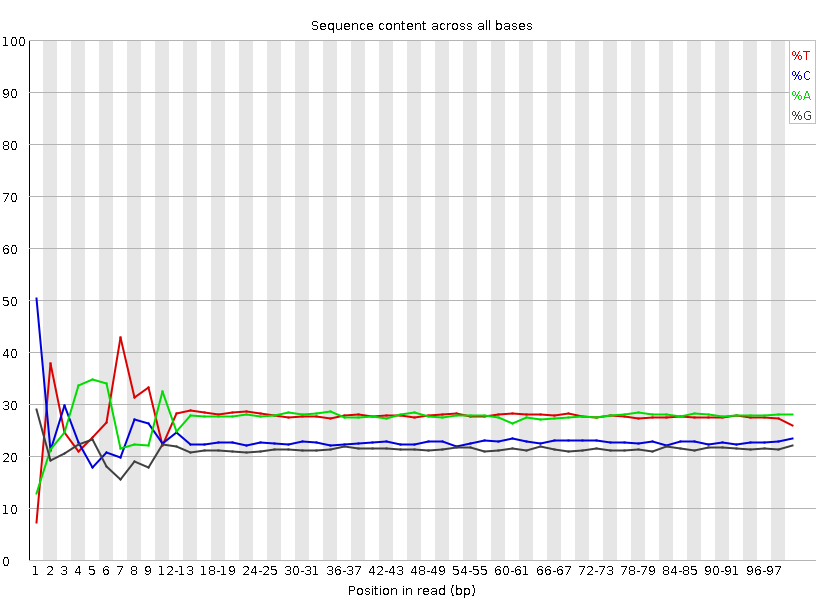 Sequence content across all bases
100
90
80
70
60
50
40
30
20
10
0
%T
%C
%A
%G
1 2 3 4 5 6 7 8 9 12-13 18-19 24-25 30-31 36-37 42-43 48-49 54-55 60-61 66-67 72-73 78-79 84-85 90-91 96-97
Position in read (bp)